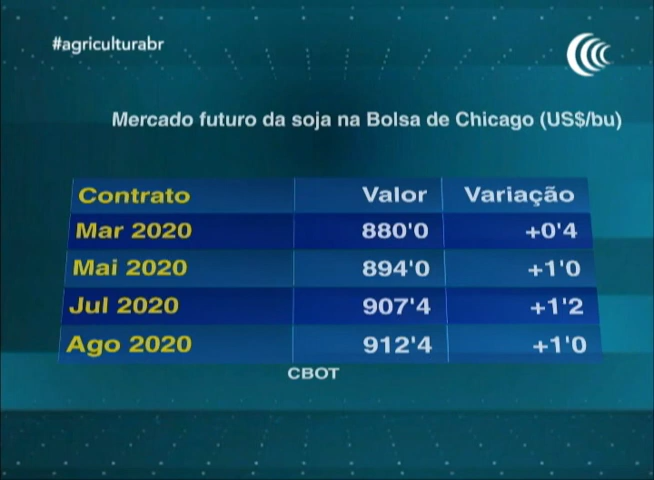 #agriculturabr
Mercado futuro da soja na Bolsa de Chicago (US$/bu)
Contrato Valor Variação
Mar 2020 880'0 +0'4
Mai 2020 894'0 +1'0
Jul 2020 907'4 +1'2
Ago 2020 912'4 +1'0
CBOT